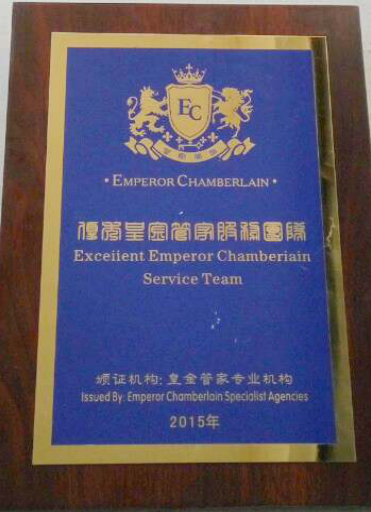 EC
• EMPEROR CHAMBERLAIN •
優秀皇金管家服務團隊
Exceiient Emperor Chamberiain
Service Team
颁证机构: 皇金管家专业机构
Issued By: Emperor Chamberlain Specialist Agencies
2015年